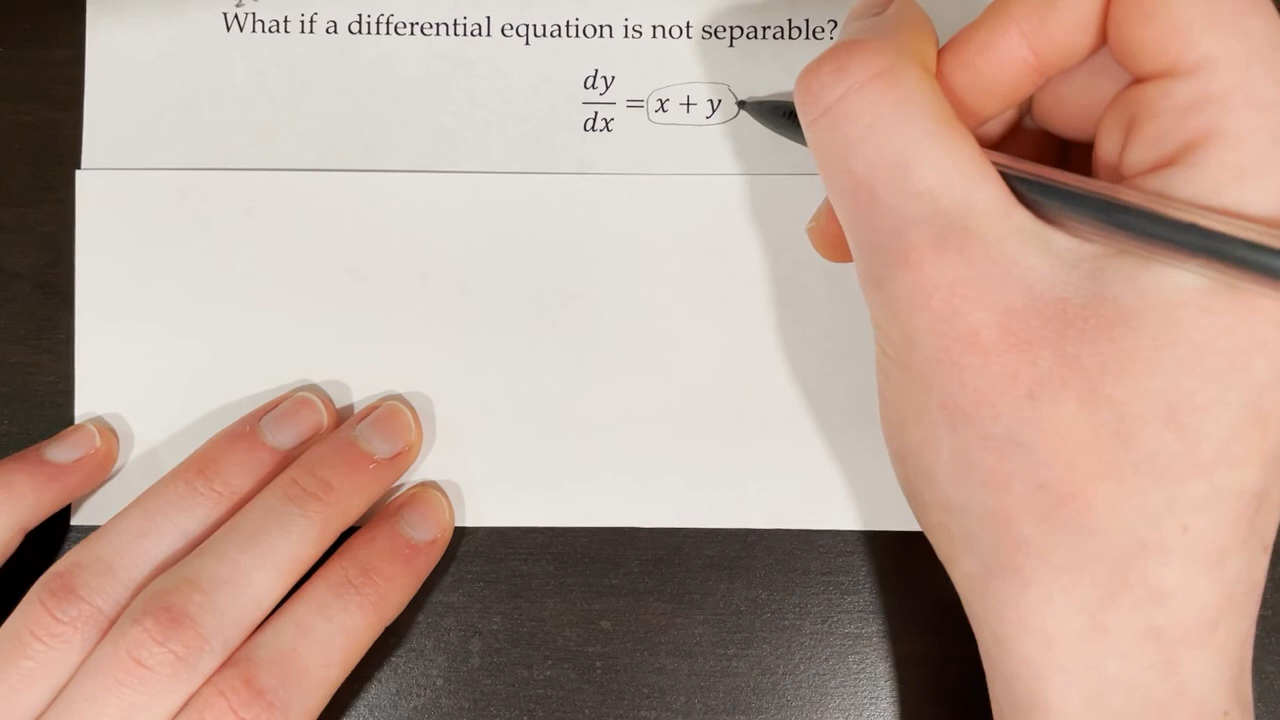 What if a differential equation is not separable?
dy/dx = x + y